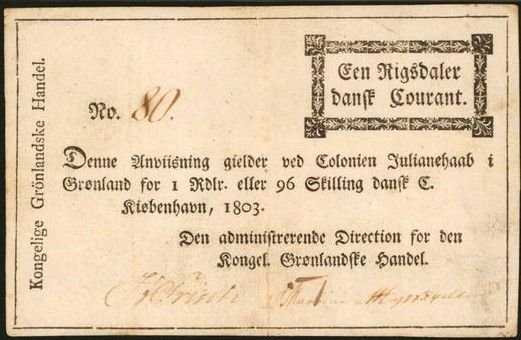 Kongelige Grönlandske Handel.
Een Rigsdaler
dansk Courant.
No. 80.
Denne Anviisning gielder ved Colonien Julianehaab i
Grønland for 1 Rdlr. eller 96 Skilling dansk C.
Kiøbenhavn, 1803.
Den administrerende Direction for den
Kongel. Grønlandske Handel.